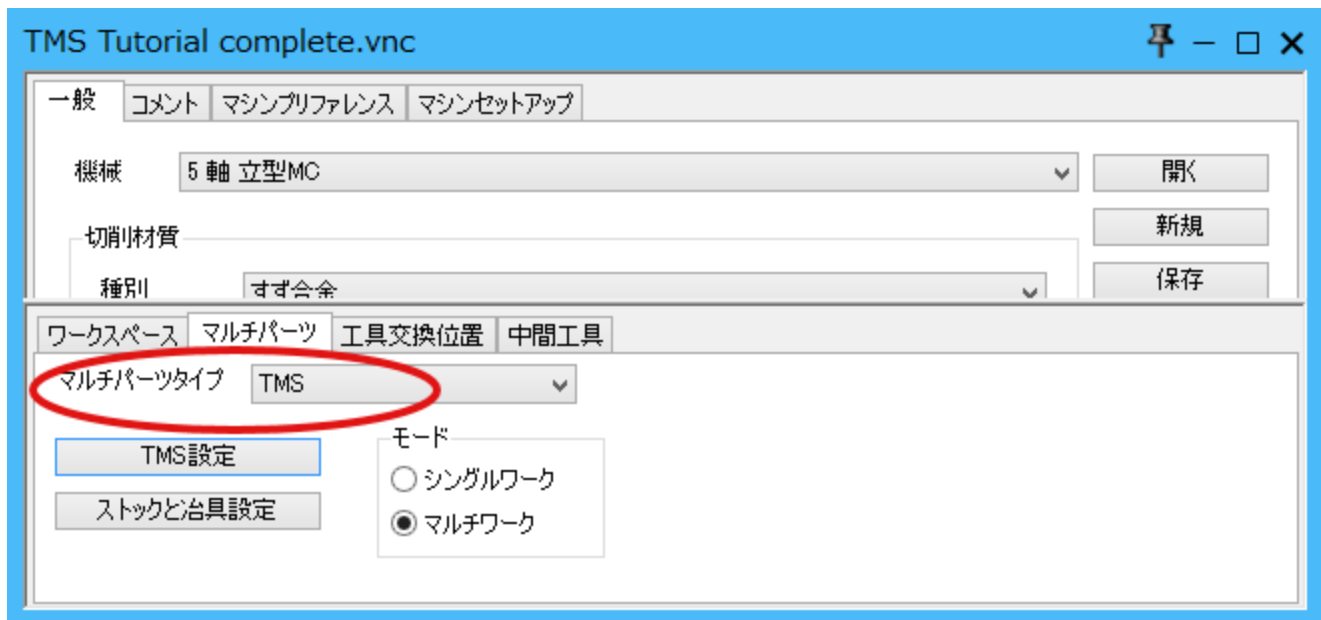 TMS Tutorial complete.vnc
一般 コメント マシンプリファレンス マシンセットアップ
機械 5 軸 立型MC 開く
切削材質 新規
種別 すず合金 保存
ワークスペース マルチパーツ 工具交換位置 中間工具
マルチパーツタイプ TMS
TMS設定 モード
シングルワーク
ストックと冶具設定 マルチワーク